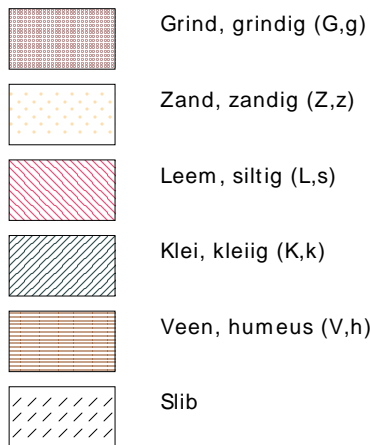 Grind, grindig (G,g)
Zand, zandig (Z,z)
Leem, siltig (L,s)
Klei, kleiig (K,k)
Veen, humeus (V,h)
Slib